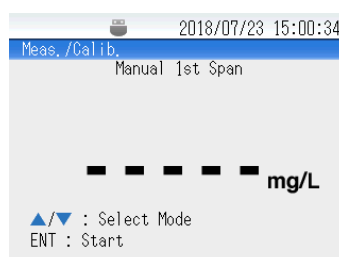 2018/07/23 15:00:34
Meas./Calib.
Manual 1st Span
- - - - - mg/L
▲/▼ : Select Mode
ENT : Start